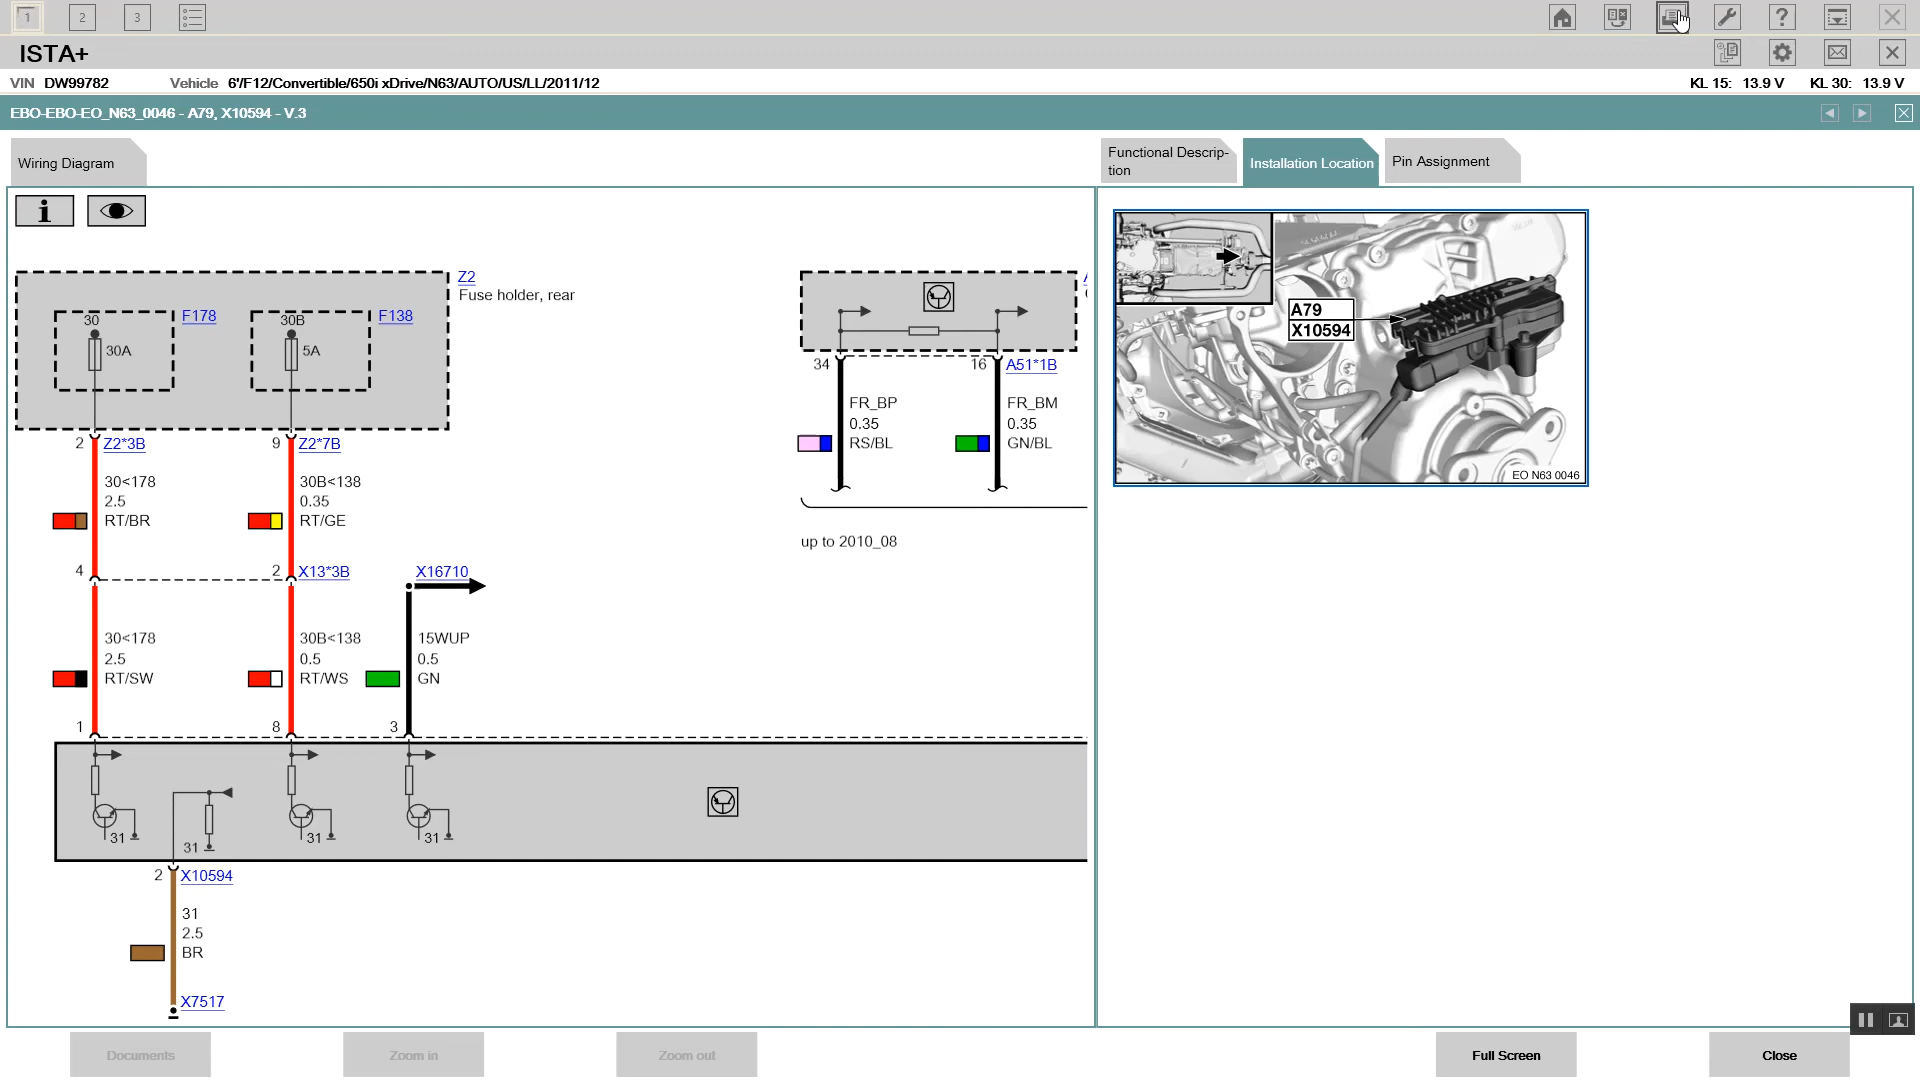 1
2
3
?
ISTA+
VIN DW99782 Vehicle 6'/F12/Convertible/650i xDrive/N63/AUTO/US/LL/2011/12 KL 15: 13.9 V KL 30: 13.9 V
EBO-EBO-EO_N63_0046 - A79, X10594 - V.3
Wiring Diagram
Functional Descrip-
tion
Installation Location
Pin Assignment
i
Z2
Fuse holder, rear
30
F178
30A
30B
F138
5A
34
16
A51*1B
FR_BP
0.35
RS/BL
FR_BM
0.35
GN/BL
up to 2010_08
2
Z2*3B
9
Z2*7B
30<178
2.5
RT/BR
30B<138
0.35
RT/GE
4
2
X13*3B
X16710
30<178
2.5
RT/SW
30B<138
0.5
RT/WS
15WUP
0.5
GN
1
8
3
31
31
31
31
2
X10594
31
2.5
BR
X7517
A79
X10594
EO N63 0046
Documents
Zoom in
Zoom out
Full Screen
Close